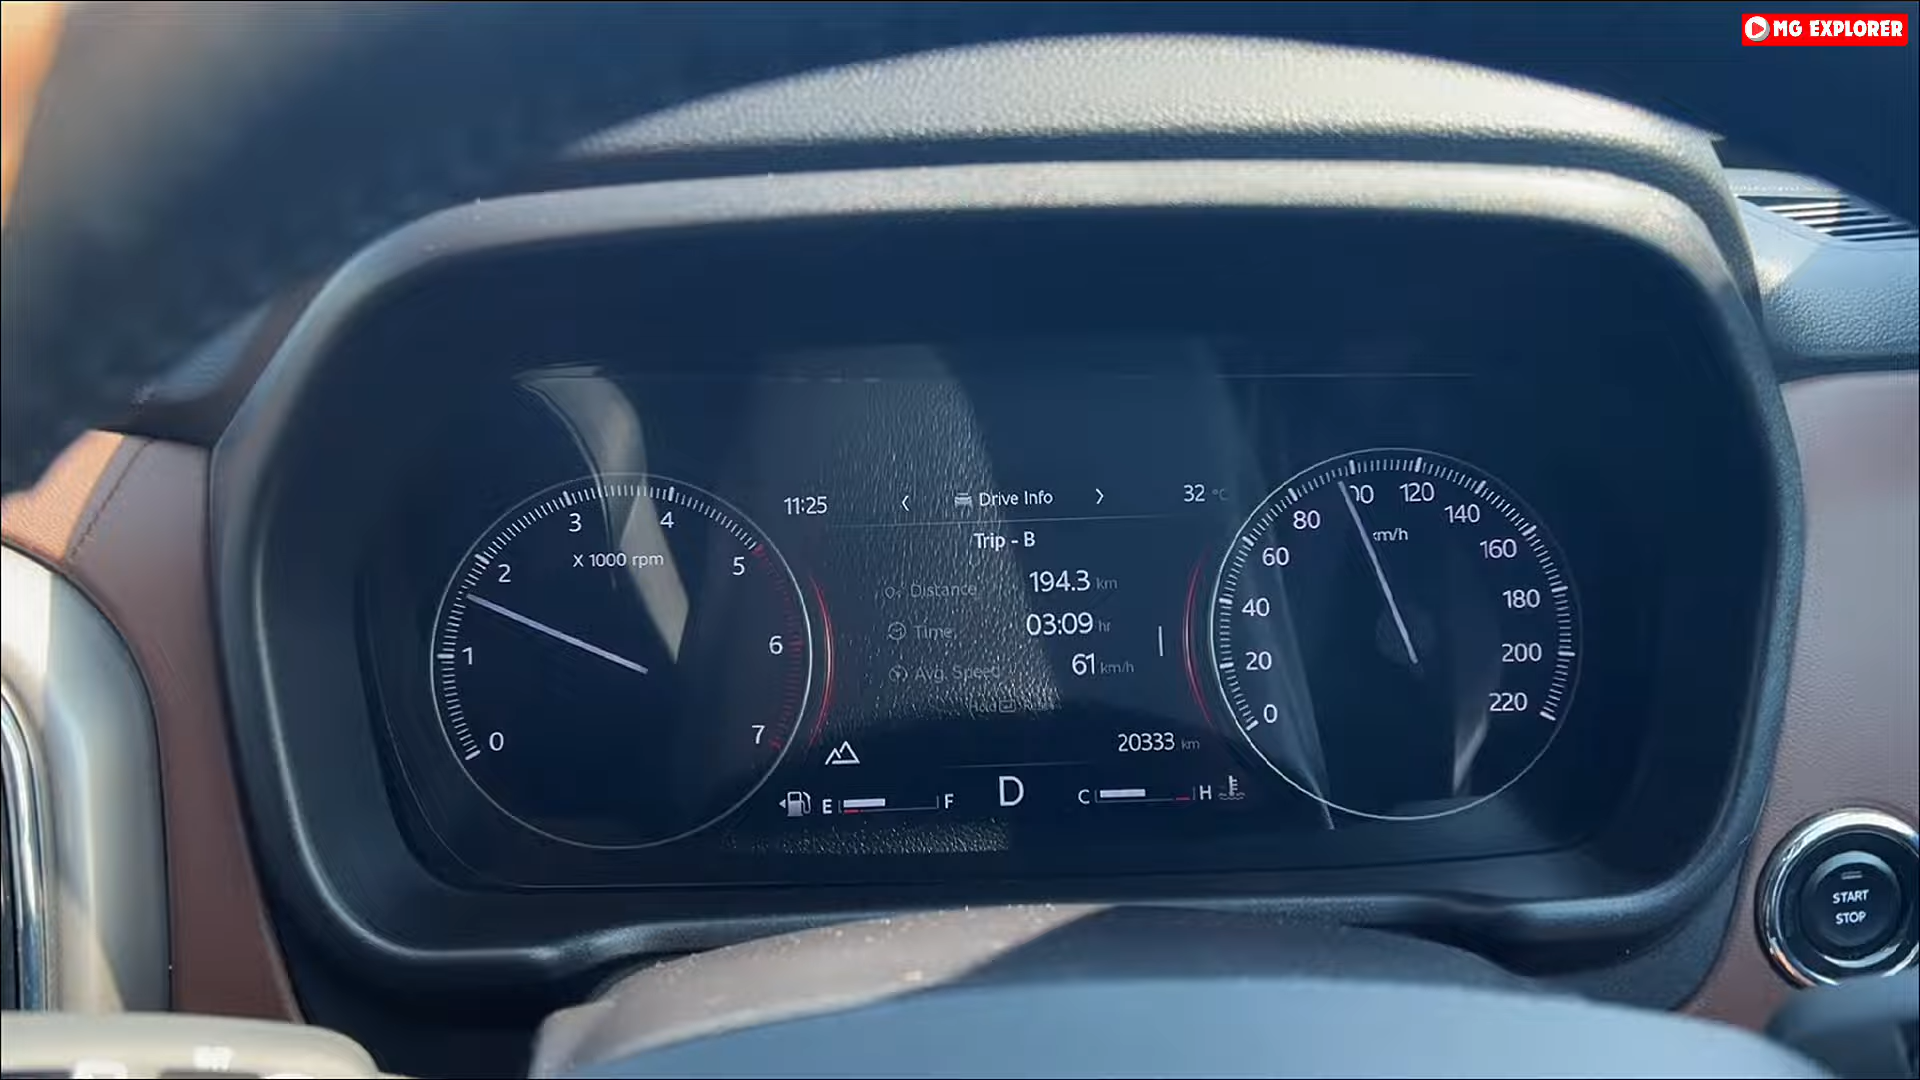 MG EXPLORER
11:25
Drive Info
32 °C
Trip - B
Distance 194.3 km
Time 03:09 hr
Avg. Speed 61 km/h
Hold
20333 km
E F
D
C H
0 1 2 3 4 5 6 7
X 1000 rpm
0 20 40 60 80 100 120 140 160 180 200 220
km/h
START
STOP